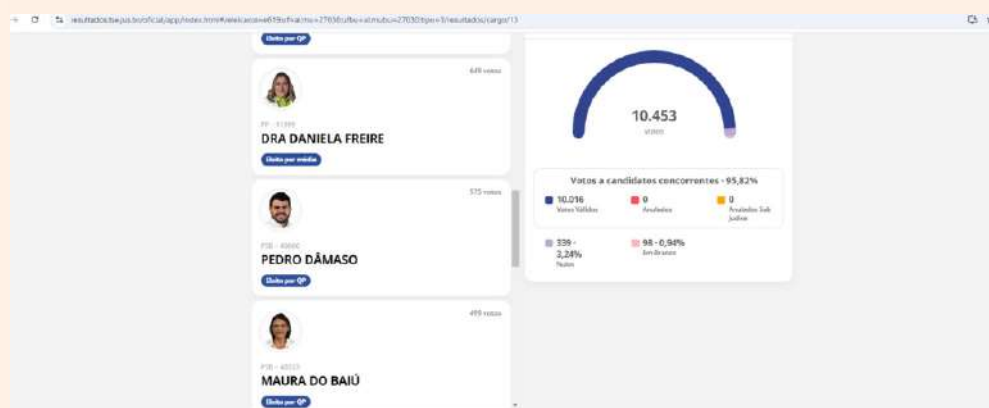 Eleito por QP
649 votos
DRA DANIELA FREIRE
Eleito por média
575 votos
PEDRO DÂMASO
Eleito por QP
499 votos
MAURA DO BAIÚ
Eleito por QP
10.453
votos
Votos a candidatos concorrentes - 95,82%
10.016
Votos Válidos
0
Anulados
0
Anulados Sub
Judice
339 -
3,24%
Nulos
98 - 0,94%
Em Branco